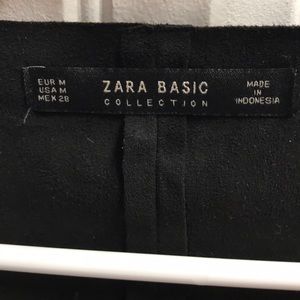 EUR M
USA M
MEX 28
ZARA BASIC
COLLECTION
MADE
IN
INDONESIA